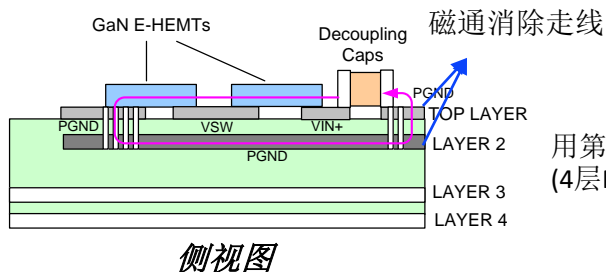 GaN E-HEMTs
Decoupling
Caps
磁通消除走线
PGND
TOP LAYER
PGND
VSW
VIN+
LAYER 2
PGND
用第
(4层
LAYER 3
LAYER 4
侧视图